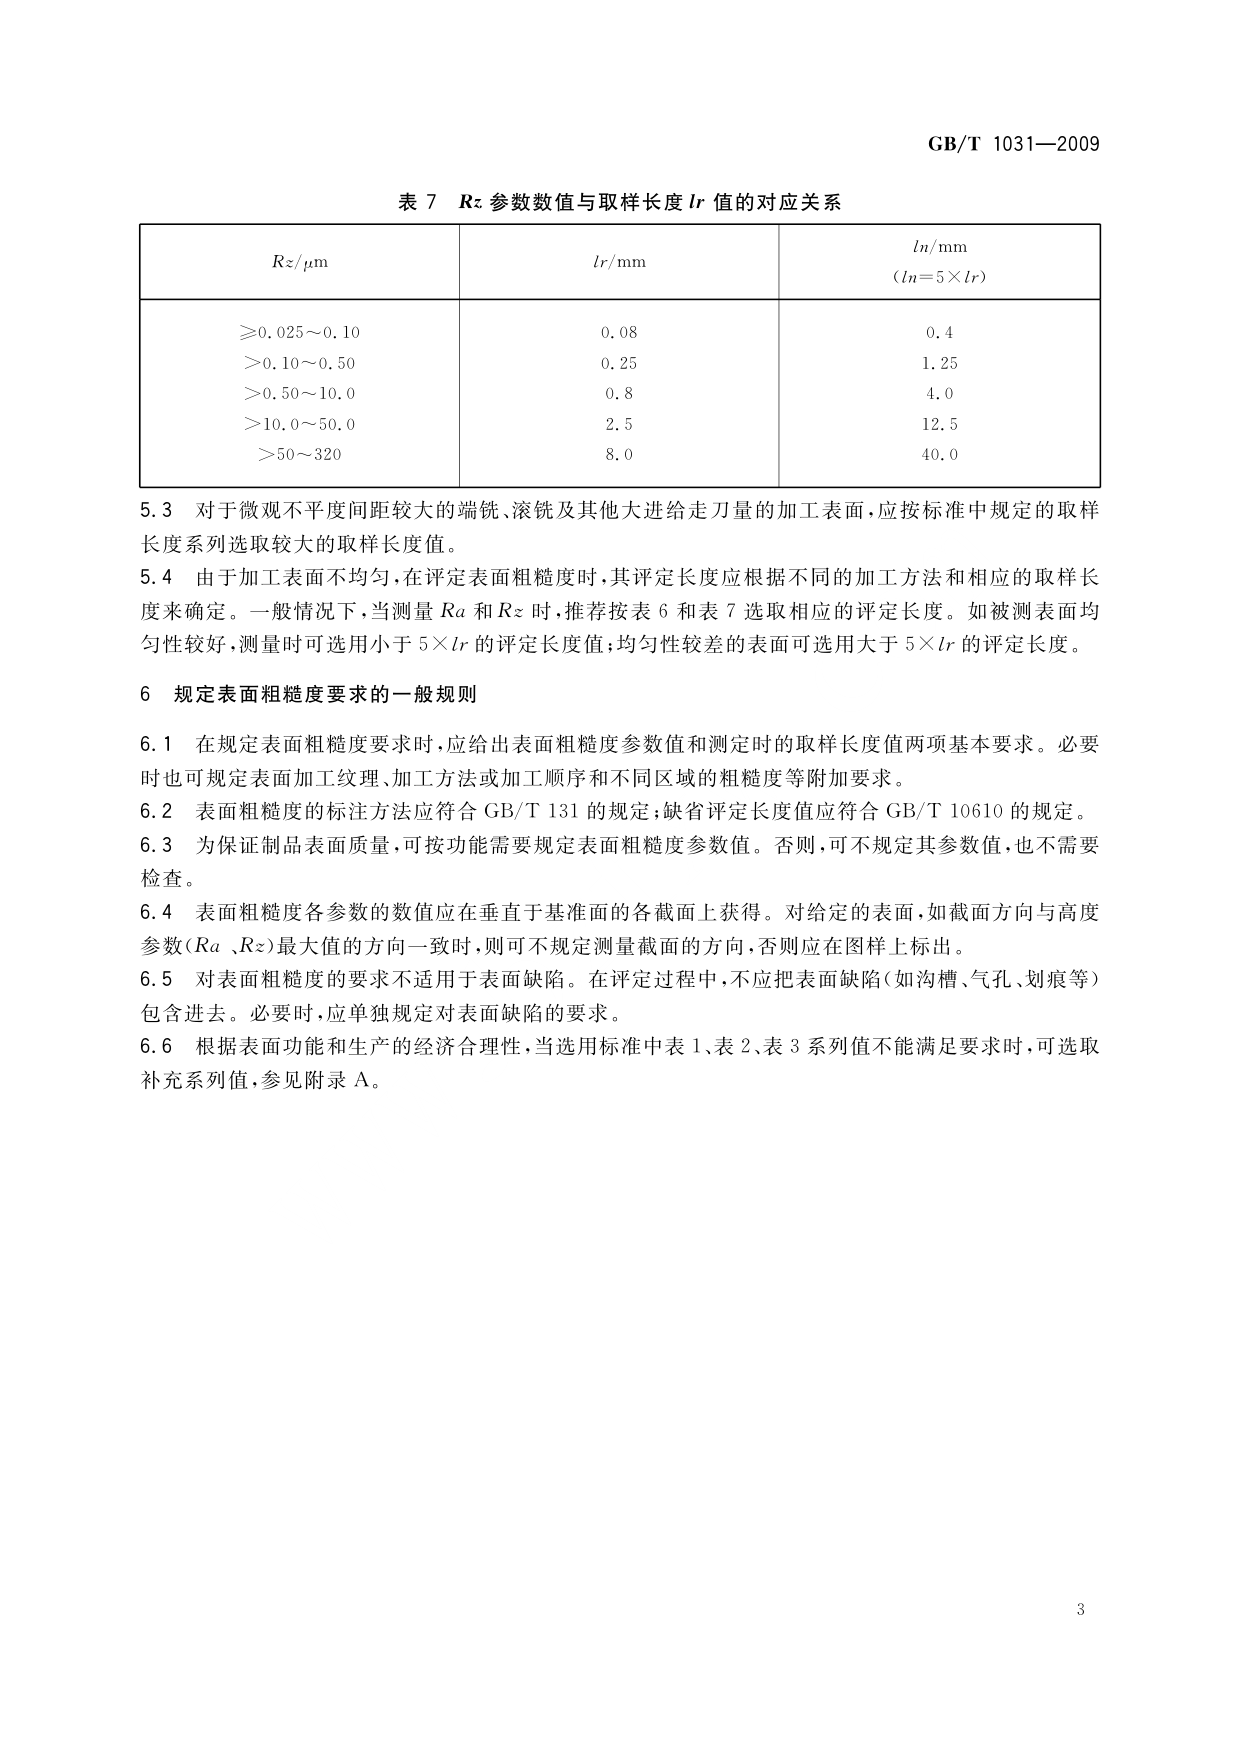 GB/T 1031—2009
表 7 Rz 参数数值与取样长度 lr 值的对应关系
Rz/μm lr/mm ln/mm
(ln=5×lr)
≥0.025～0.10 0.08 0.4
>0.10～0.50 0.25 1.25
>0.50～10.0 0.8 4.0
>10.0～50.0 2.5 12.5
>50～320 8.0 40.0
5.3 对于微观不平度间距较大的端铣、滚铣及其他大进给走刀量的加工表面,应按标准中规定的取样
长度系列选取较大的取样长度值。
5.4 由于加工表面不均匀,在评定表面粗糙度时,其评定长度应根据不同的加工方法和相应的取样长
度来确定。一般情况下,当测量 Ra 和 Rz 时,推荐按表 6 和表 7 选取相应的评定长度。如被测表面均
匀性较好,测量时可选用小于 5×lr 的评定长度值;均匀性较差的表面可选用大于 5×lr 的评定长度。
6 规定表面粗糙度要求的一般规则
6.1 在规定表面粗糙度要求时,应给出表面粗糙度参数值和测定时的取样长度值两项基本要求。必要
时也可规定表面加工纹理、加工方法或加工顺序和不同区域的粗糙度等附加要求。
6.2 表面粗糙度的标注方法应符合 GB/T 131 的规定;缺省评定长度值应符合 GB/T 10610 的规定。
6.3 为保证制品表面质量,可按功能需要规定表面粗糙度参数值。否则,可不规定其参数值,也不需要
检查。
6.4 表面粗糙度各参数的数值应在垂直于基准面的各截面上获得。对给定的表面,如截面方向与高度
参数(Ra 、Rz)最大值的方向一致时,则可不规定测量截面的方向,否则应在图样上标出。
6.5 对表面粗糙度的要求不适用于表面缺陷。在评定过程中,不应把表面缺陷(如沟槽、气孔、划痕等)
包含进去。必要时,应单独规定对表面缺陷的要求。
6.6 根据表面功能和生产的经济合理性,当选用标准中表 1、表 2、表 3 系列值不能满足要求时,可选取
补充系列值,参见附录 A。
3